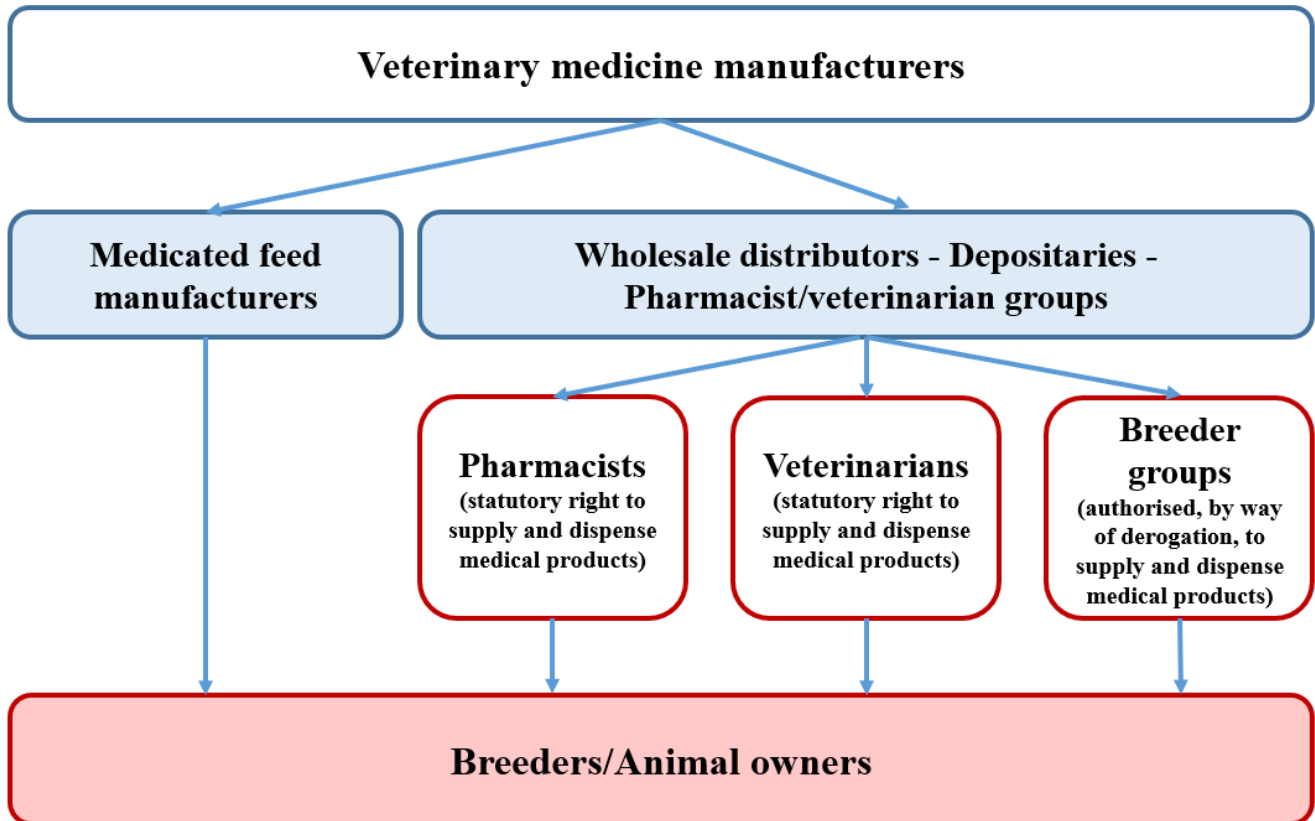 Veterinary medicine manufacturers
Medicated feed
manufacturers
Wholesale distributors - Depositaries -
Pharmacist/veterinarian groups
Pharmacists
(statutory right to
supply and dispense
medical products)
Veterinarians
(statutory right to
supply and dispense
medical products)
Breeder
groups
(authorised, by way
of derogation, to
supply and dispense
medical products)
Breeders/Animal owners